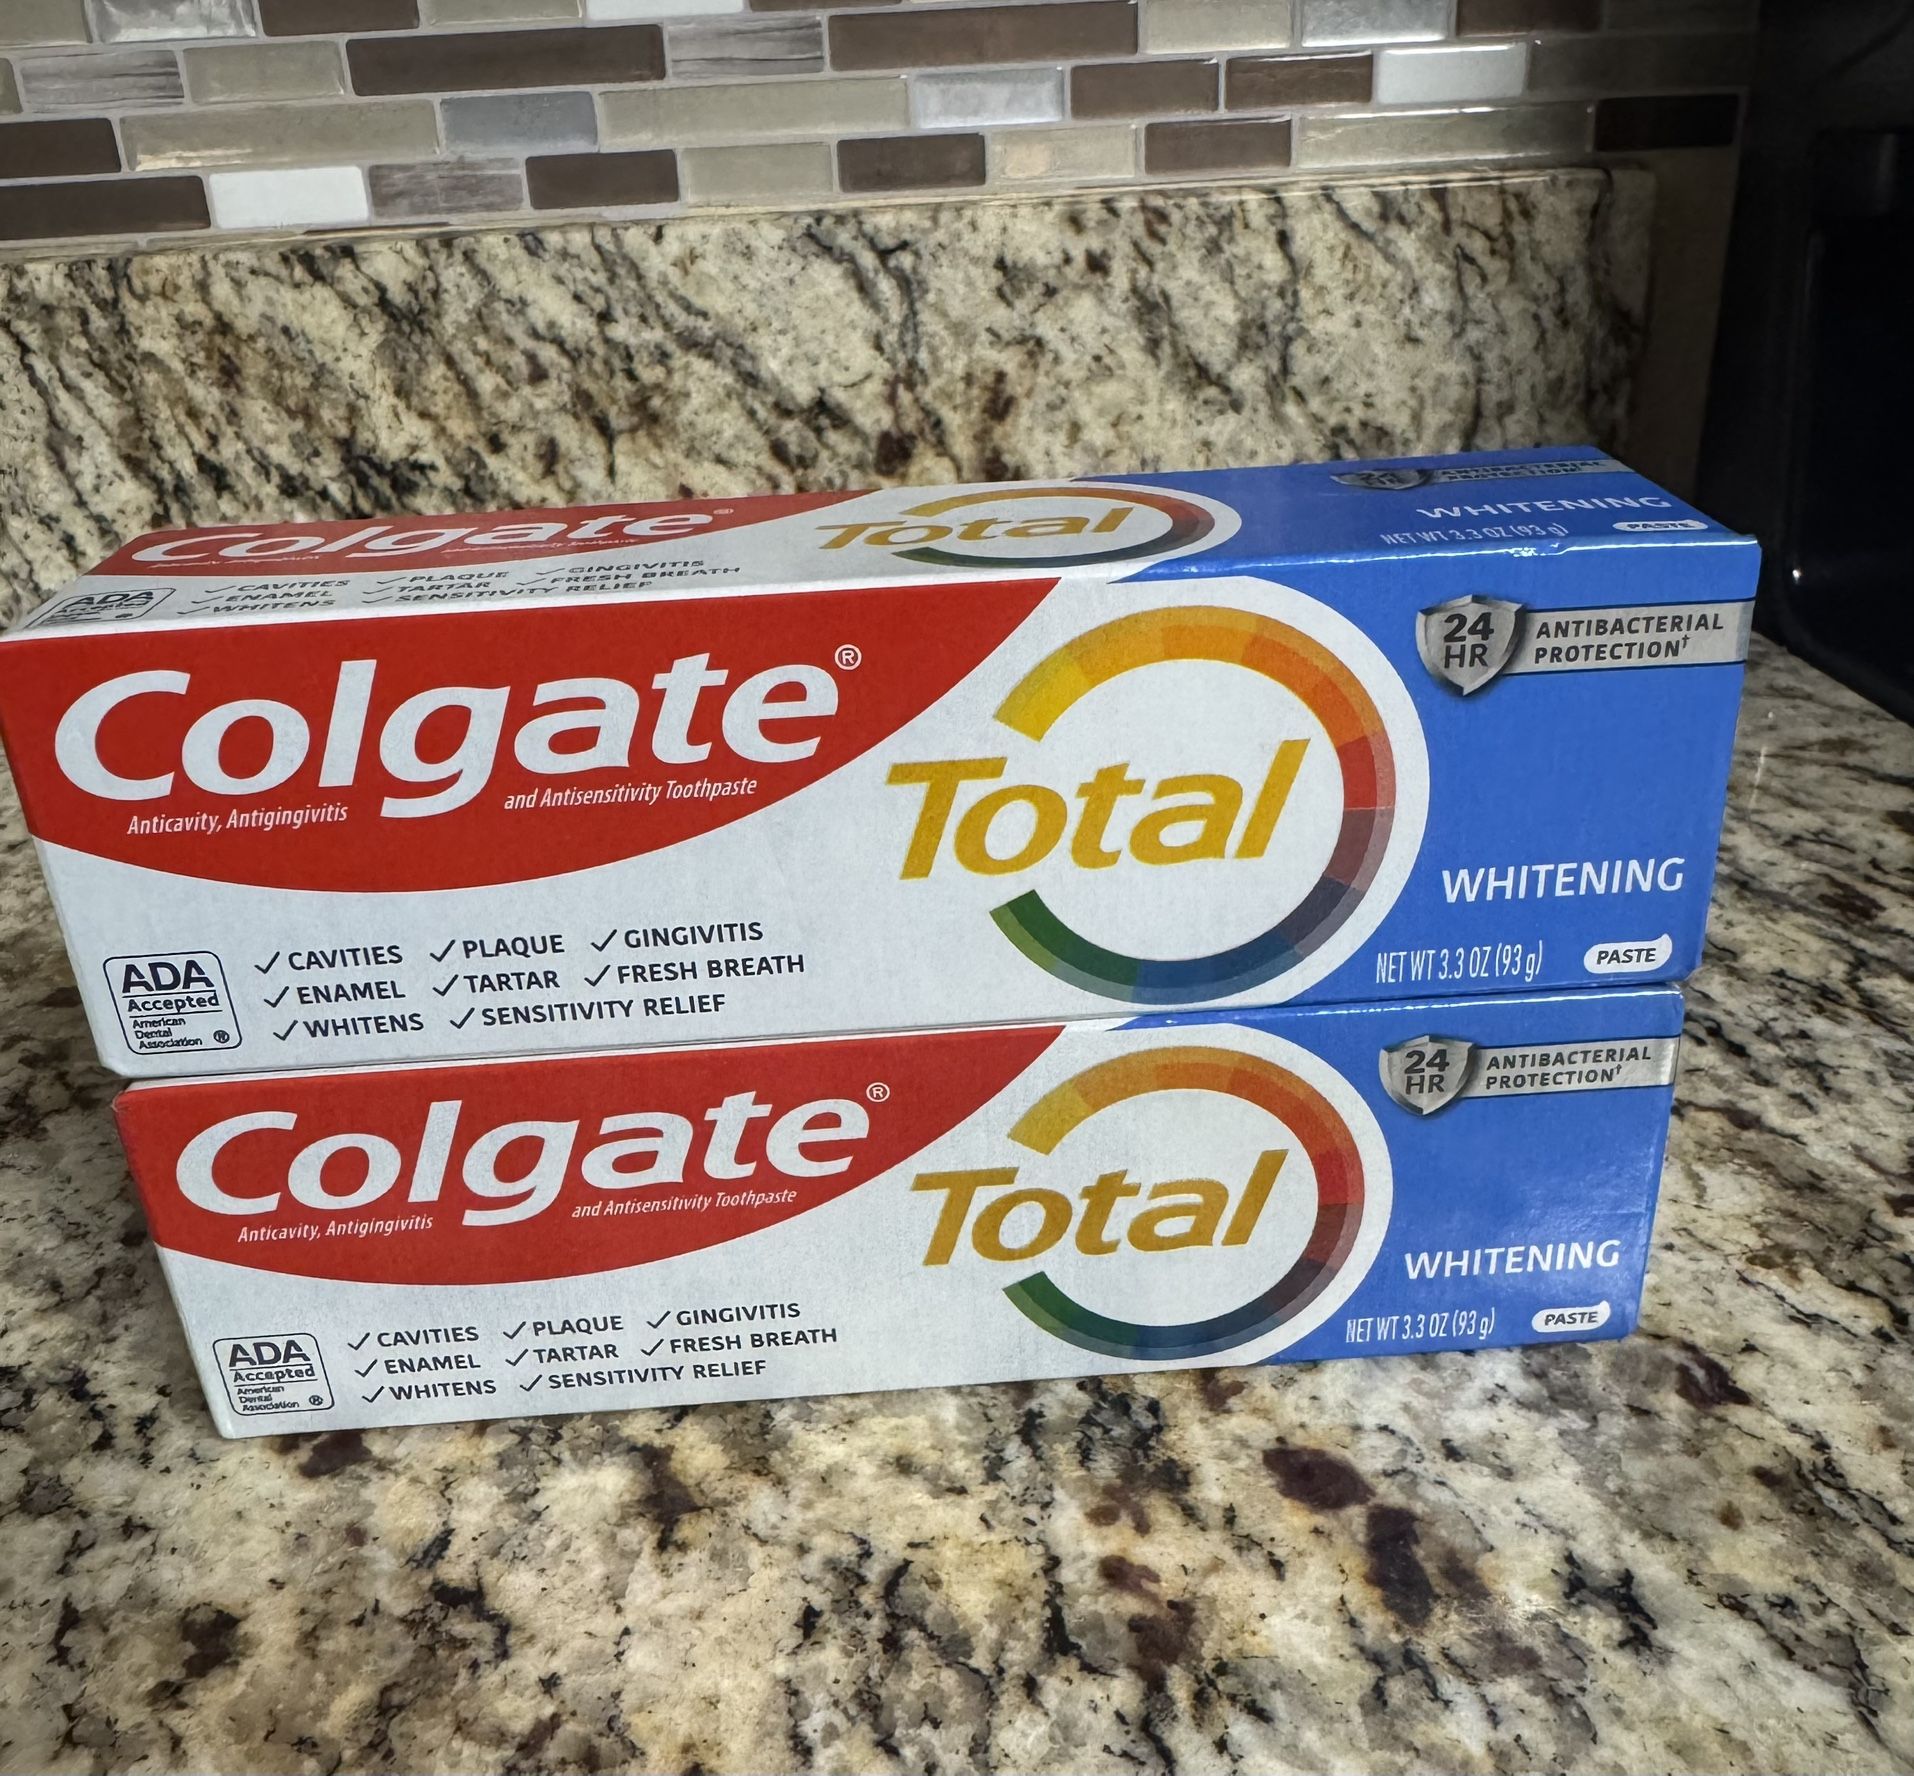 Colgate®
Total
WHITENING
NET WT 3.3 OZ (93 g) PASTE
ADA
Accepted
✓ CAVITIES ✓ PLAQUE ✓ GINGIVITIS
✓ ENAMEL ✓ TARTAR ✓ FRESH BREATH
✓ WHITENS ✓ SENSITIVITY RELIEF
Colgate®
Anticavity, Antigingivitis and Antisensitivity Toothpaste
Total
24 HR
ANTIBACTERIAL
PROTECTION†
WHITENING
NET WT 3.3 OZ (93 g) PASTE
ADA
Accepted
American
Dental
Association ®
✓ CAVITIES ✓ PLAQUE ✓ GINGIVITIS
✓ ENAMEL ✓ TARTAR ✓ FRESH BREATH
✓ WHITENS ✓ SENSITIVITY RELIEF
Colgate®
Anticavity, Antigingivitis and Antisensitivity Toothpaste
Total
24 HR
ANTIBACTERIAL
PROTECTION†
WHITENING
NET WT 3.3 OZ (93 g) PASTE
ADA
Accepted
American
Dental
Association ®
✓ CAVITIES ✓ PLAQUE ✓ GINGIVITIS
✓ ENAMEL ✓ TARTAR ✓ FRESH BREATH
✓ WHITENS ✓ SENSITIVITY RELIEF